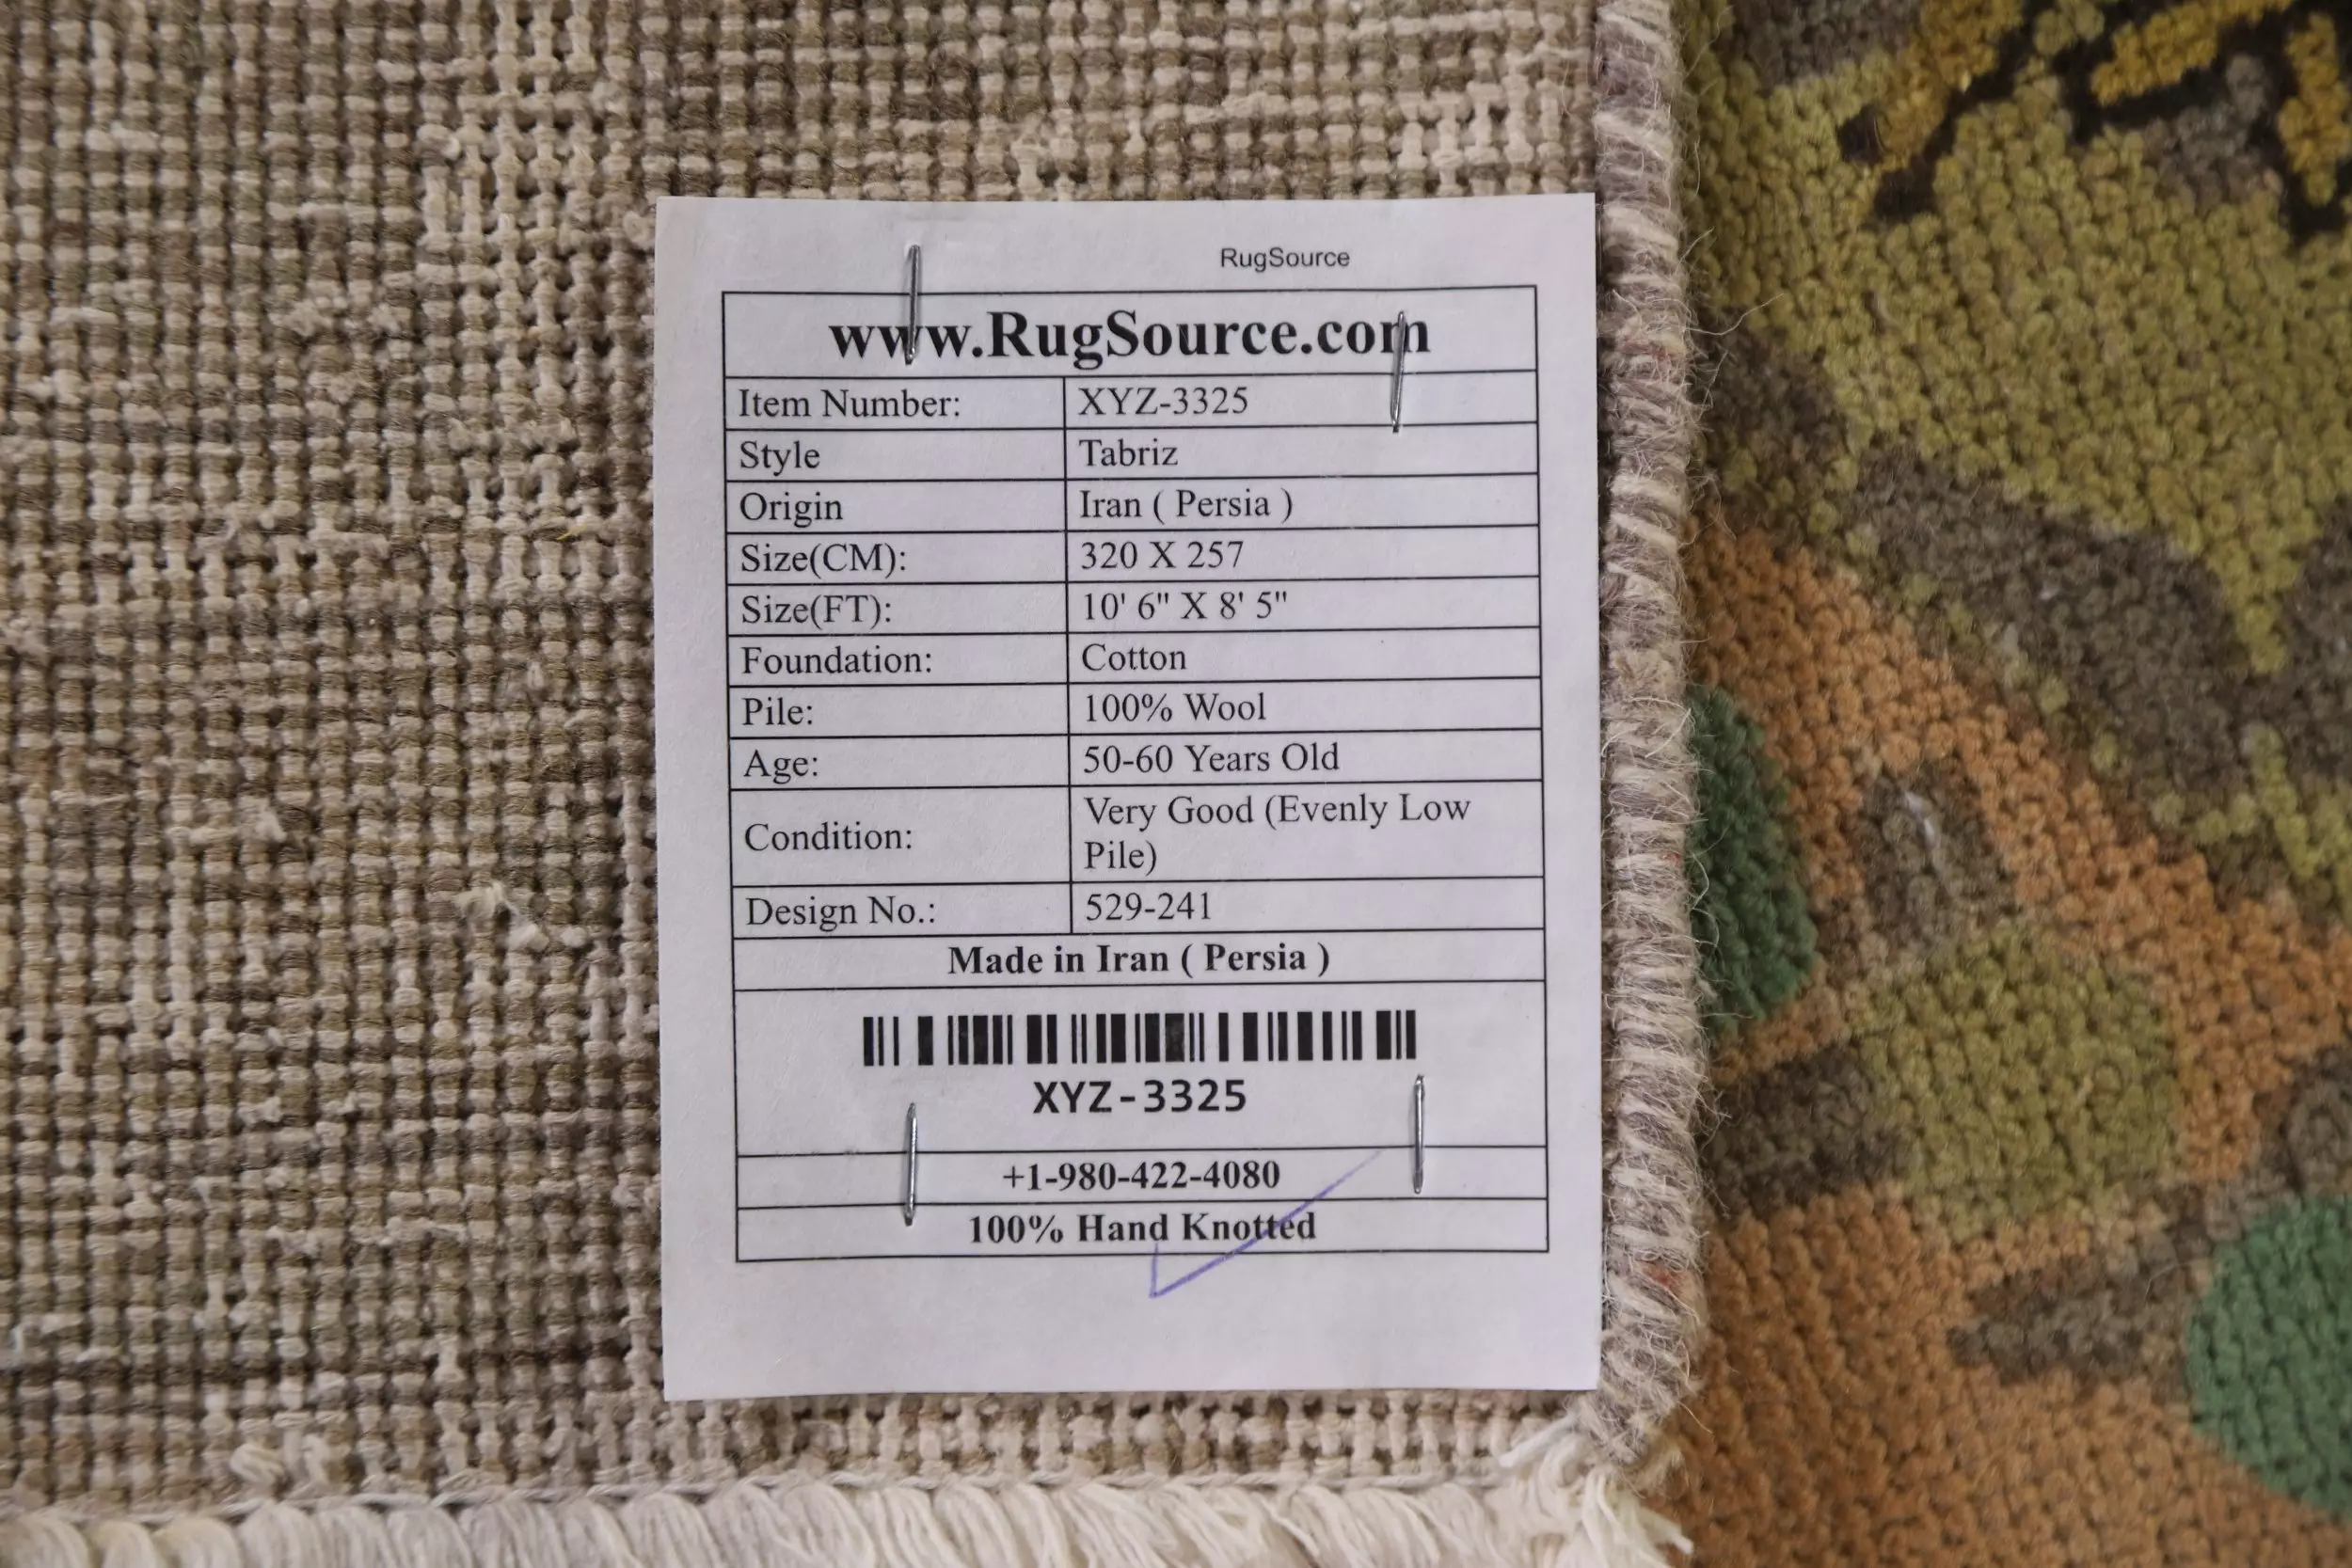 RugSource
www.RugSource.com
Item Number: XYZ-3325
Style Tabriz
Origin Iran ( Persia )
Size(CM): 320 X 257
Size(FT): 10' 6" X 8' 5"
Foundation: Cotton
Pile: 100% Wool
Age: 50-60 Years Old
Condition: Very Good (Evenly Low
Pile)
Design No.: 529-241
Made in Iran ( Persia )
XYZ-3325
+1-980-422-4080
100% Hand Knotted